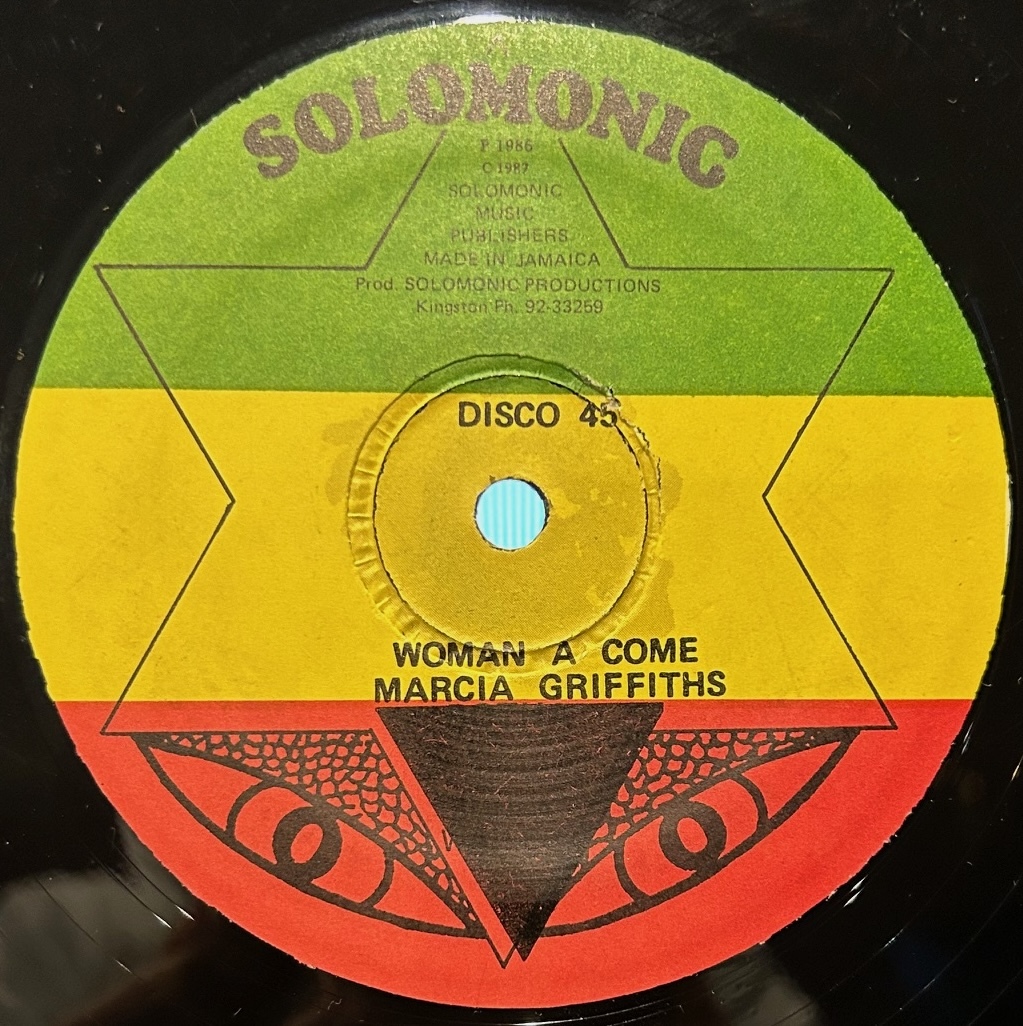 SOLOMONIC
P 1986
C 1987
SOLOMONIC
MUSIC
PUBLISHERS
MADE IN JAMAICA
Prod. SOLOMONIC PRODUCTIONS
Kingston Ph. 92-33259
DISCO 45
WOMAN A COME
MARCIA GRIFFITHS